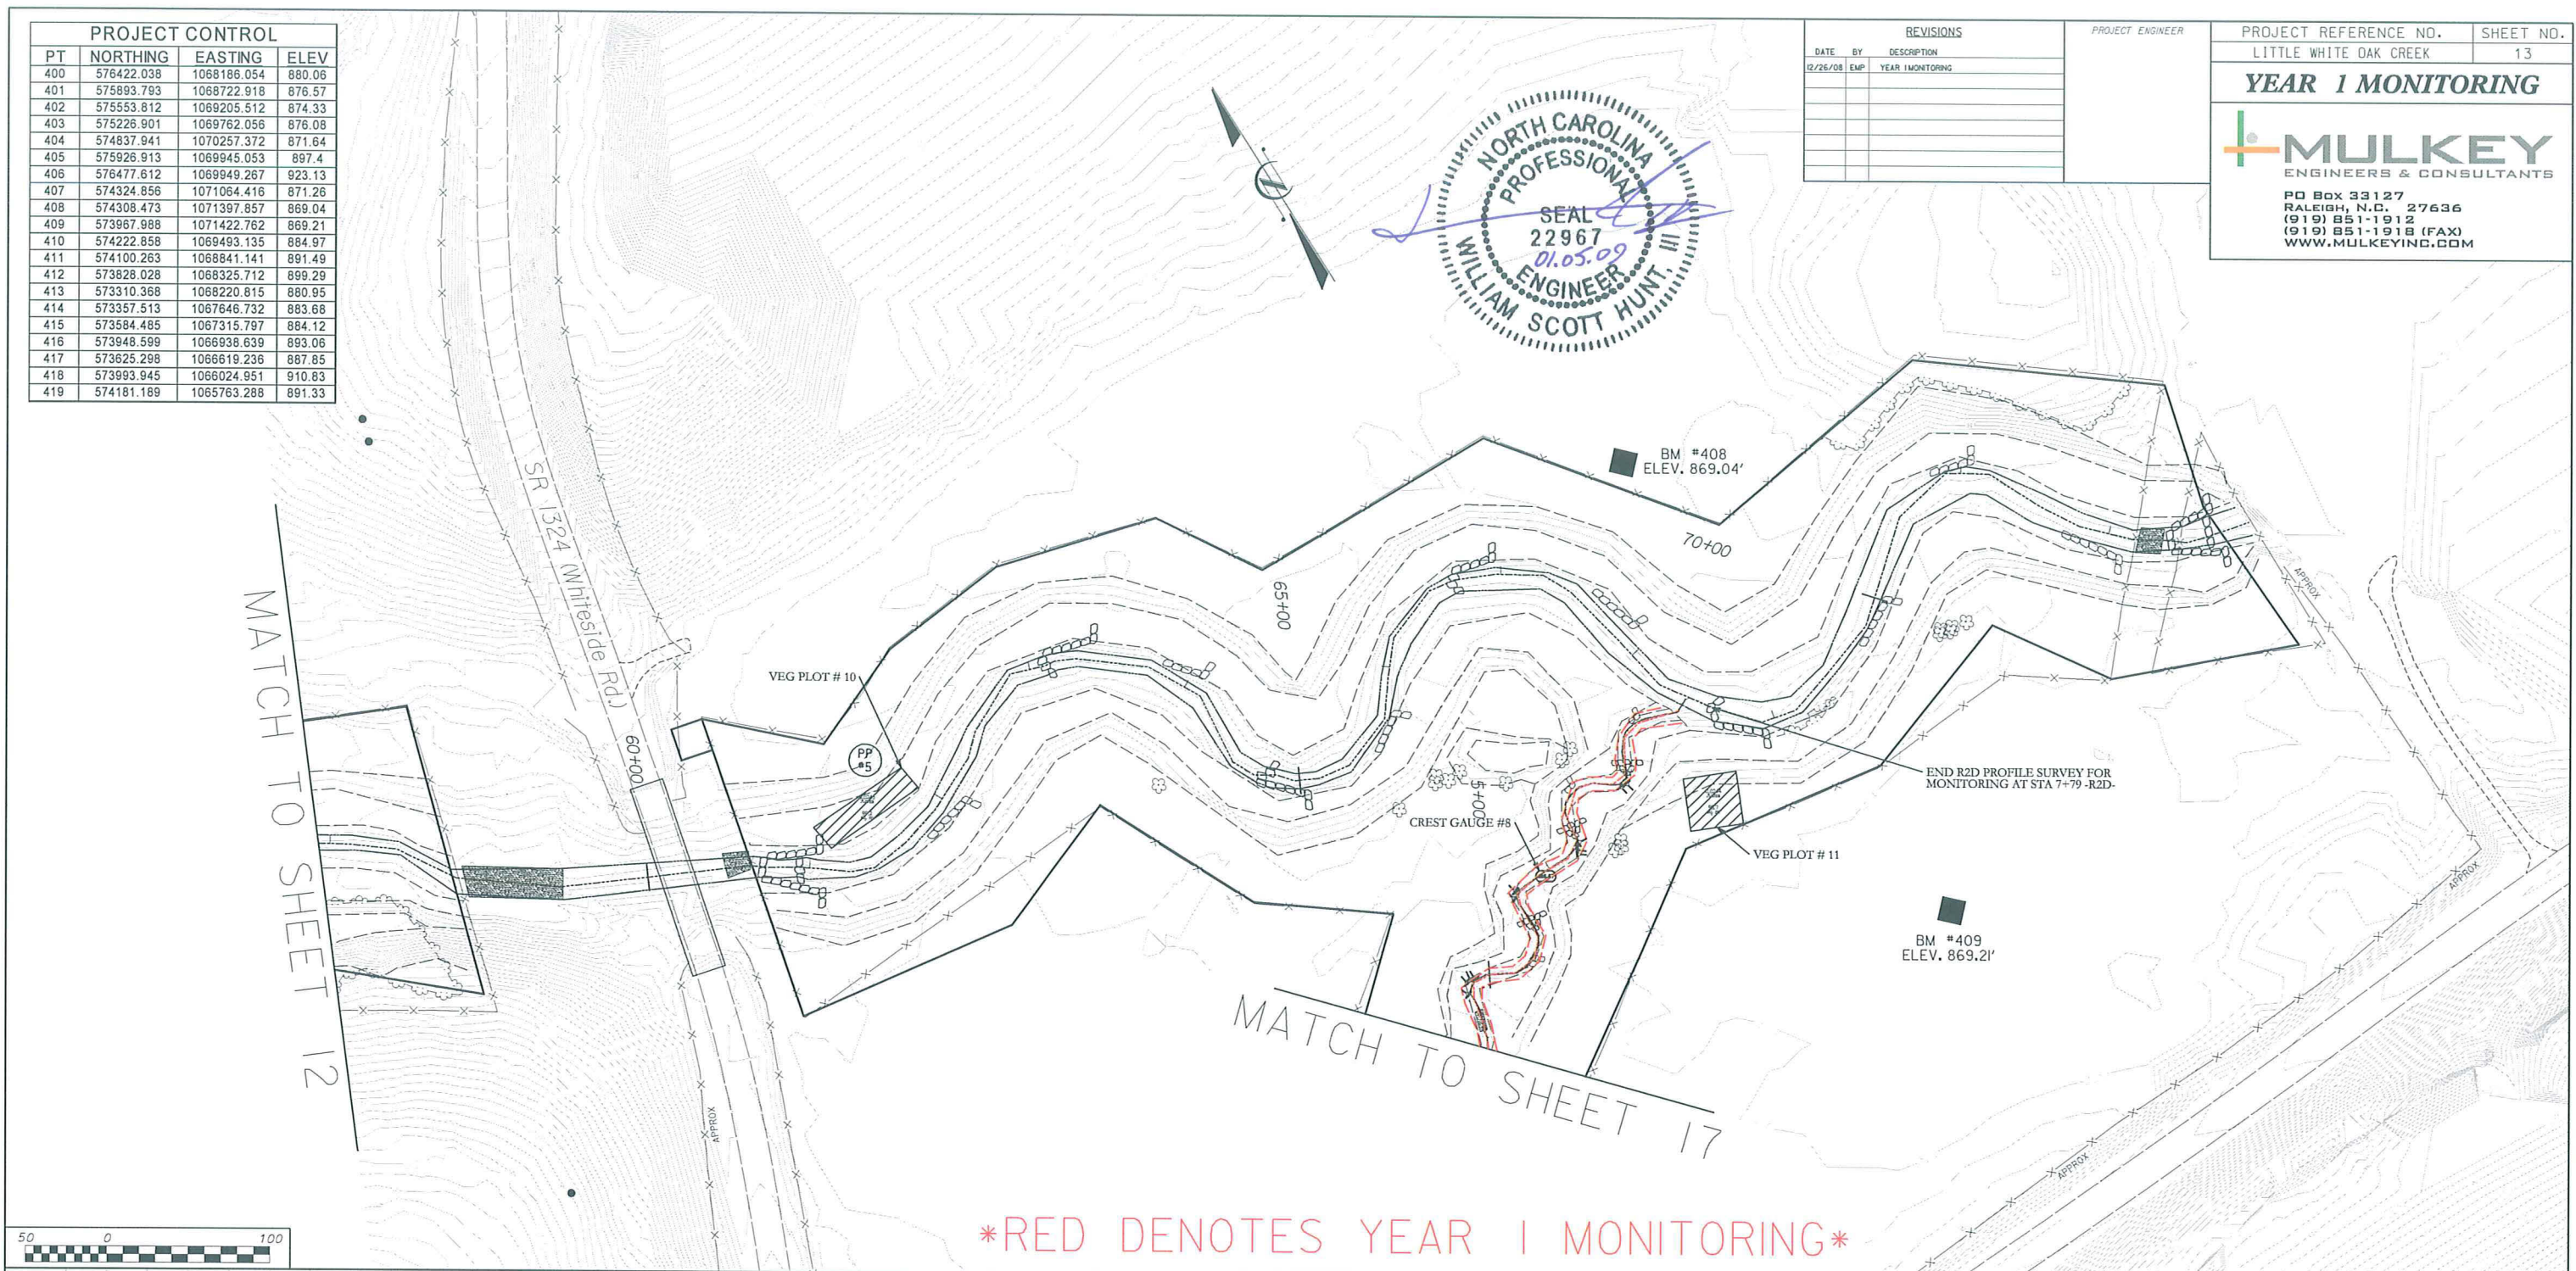 PROJECT CONTROL
PT NORTHING EASTING ELEV
400 576422.038 1068186.054 880.06
401 575893.793 1068722.918 876.57
402 575553.812 1069205.512 874.33
403 575226.901 1069762.056 876.08
404 574837.941 1070257.372 871.64
405 575926.913 1069945.053 897.4
406 576477.612 1069949.267 923.13
407 574324.856 1071064.416 871.26
408 574308.473 1071397.857 869.04
409 573967.988 1071422.762 869.21
410 574222.858 1069493.135 884.97
411 574100.263 1068841.141 891.49
412 573828.028 1068325.712 899.29
413 573310.368 1068220.815 880.95
414 573357.513 1067646.732 883.68
415 573584.485 1067315.797 884.12
416 573948.599 1066938.639 893.06
417 573625.298 1066619.236 887.85
418 573993.945 1066024.951 910.83
419 574181.189 1065763.288 891.33
NORTH CAROLINA
PROFESSIONAL
SEAL
22967
01.05.09
ENGINEER
WILLIAM SCOTT HUNT, III
REVISIONS
DATE BY DESCRIPTION
12/26/08 EMP YEAR 1 MONITORING
PROJECT ENGINEER
PROJECT REFERENCE NO. SHEET NO.
LITTLE WHITE OAK CREEK 13
YEAR 1 MONITORING
MULKEY
ENGINEERS & CONSULTANTS
PO BOX 33127
RALEIGH, N.C. 27636
(919) 851-1912
(919) 851-1918 (FAX)
WWW.MULKEYINC.COM
BM #408
ELEV. 869.04'
SR 1324 (Whiteside Rd.)
70+00
65+00
60+00
5+00
APPROX
MATCH TO SHEET 12
VEG PLOT # 10
PP
#5
END R2D PROFILE SURVEY FOR
MONITORING AT STA 7+79 -R2D-
CREST GAUGE #8
VEG PLOT # 11
APPROX
BM #409
ELEV. 869.21'
MATCH TO SHEET 17
APPROX
APPROX
*RED DENOTES YEAR 1 MONITORING*
50 0 100